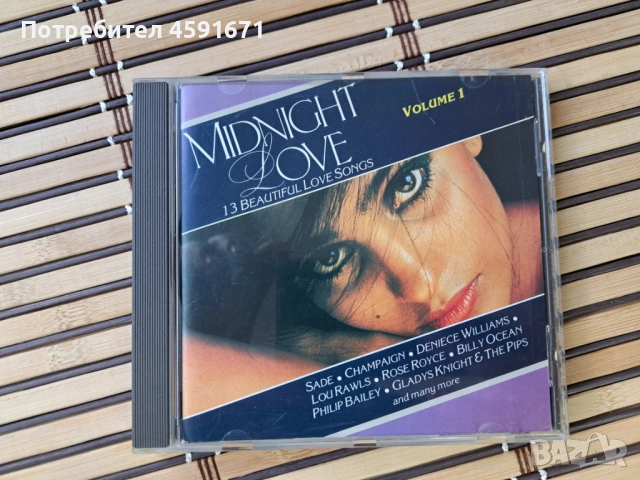 Потребител 4591671
MIDNIGHT
LOVE
VOLUME 1
13 BEAUTIFUL LOVE SONGS
SADE • CHAMPAIGN • DENIECE WILLIAMS •
LOU RAWLS • ROSE ROYCE • BILLY OCEAN
PHILIP BAILEY • GLADYS KNIGHT & THE PIPS
and many more
BAZAR